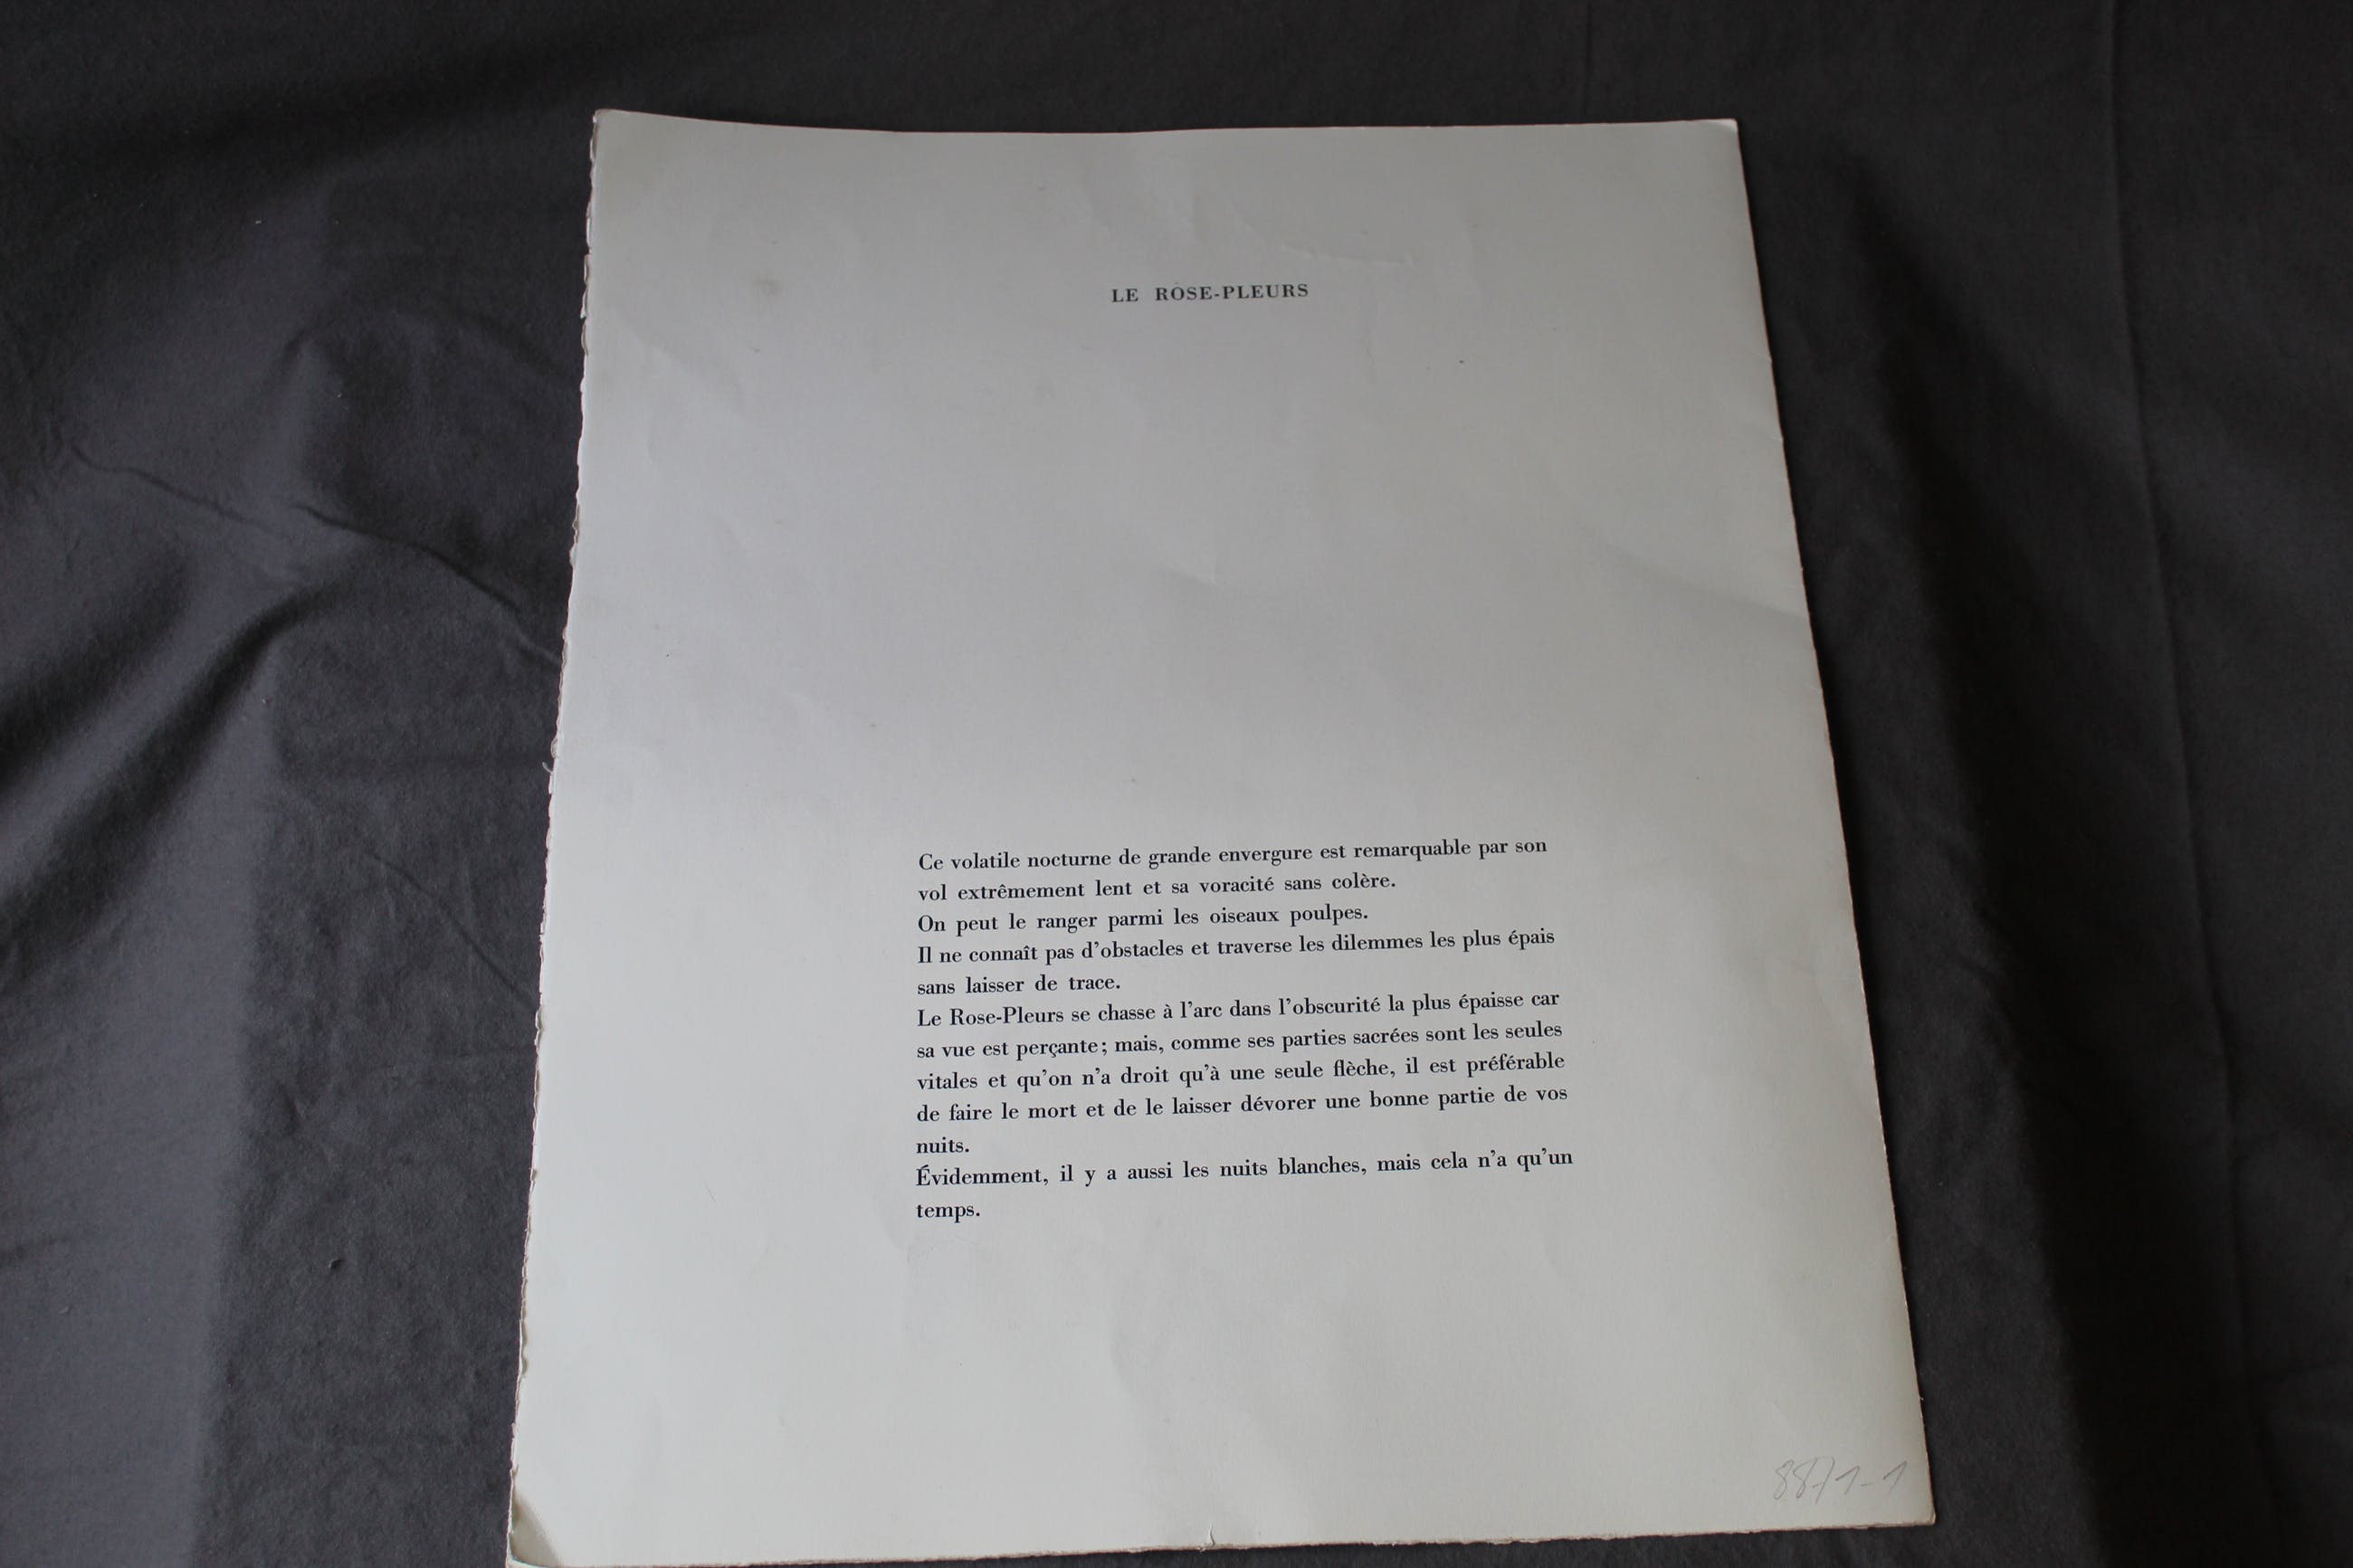 LE ROSE-PLEURS
Ce volatile nocturne de grande envergure est remarquable par son
vol extrêmement lent et sa voracité sans colère.
On peut le ranger parmi les oiseaux poulpes.
Il ne connaît pas d'obstacles et traverse les dilemmes les plus épais
sans laisser de trace.
Le Rose-Pleurs se chasse à l'arc dans l'obscurité la plus épaisse car
sa vue est perçante; mais, comme ses parties sacrées sont les seules
vitales et qu'on n'a droit qu'à une seule flèche, il est préférable
de faire le mort et de le laisser dévorer une bonne partie de vos
nuits.
Évidemment, il y a aussi les nuits blanches, mais cela n'a qu'un
temps.
8871-1